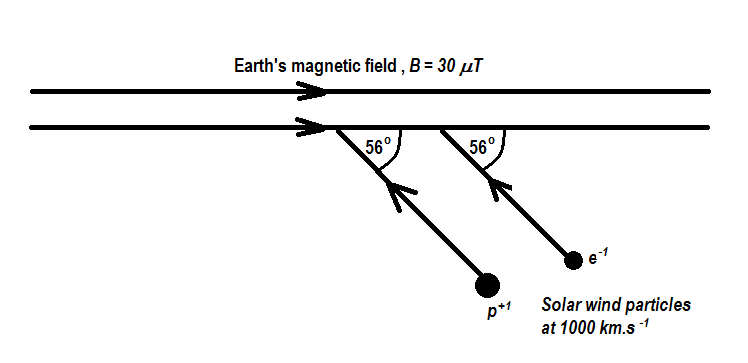 Earth's magnetic field , B = 30 μT
56° 56°
e⁻¹
p⁺¹
Solar wind particles
at 1000 km.s⁻¹